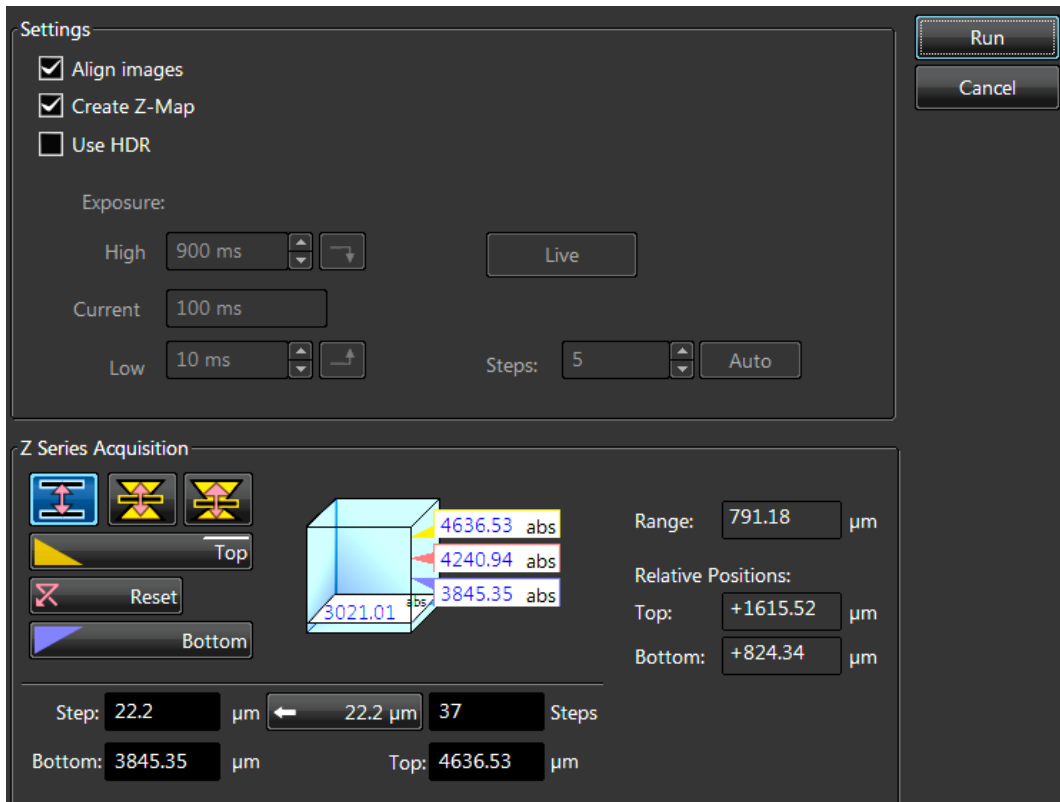 Settings
Run
Align images
Cancel
Create Z-Map
Use HDR
Exposure:
High 900 ms Live
Current 100 ms
Low 10 ms Steps: 5 Auto
Z Series Acquisition
4636.53 abs Range: 791.18 µm
Top
4240.94 abs Relative Positions:
Reset 3845.35 abs
3021.01 abs Top: +1615.52 µm
Bottom Bottom: +824.34 µm
Step: 22.2 µm 22.2 µm 37 Steps
Bottom: 3845.35 µm Top: 4636.53 µm